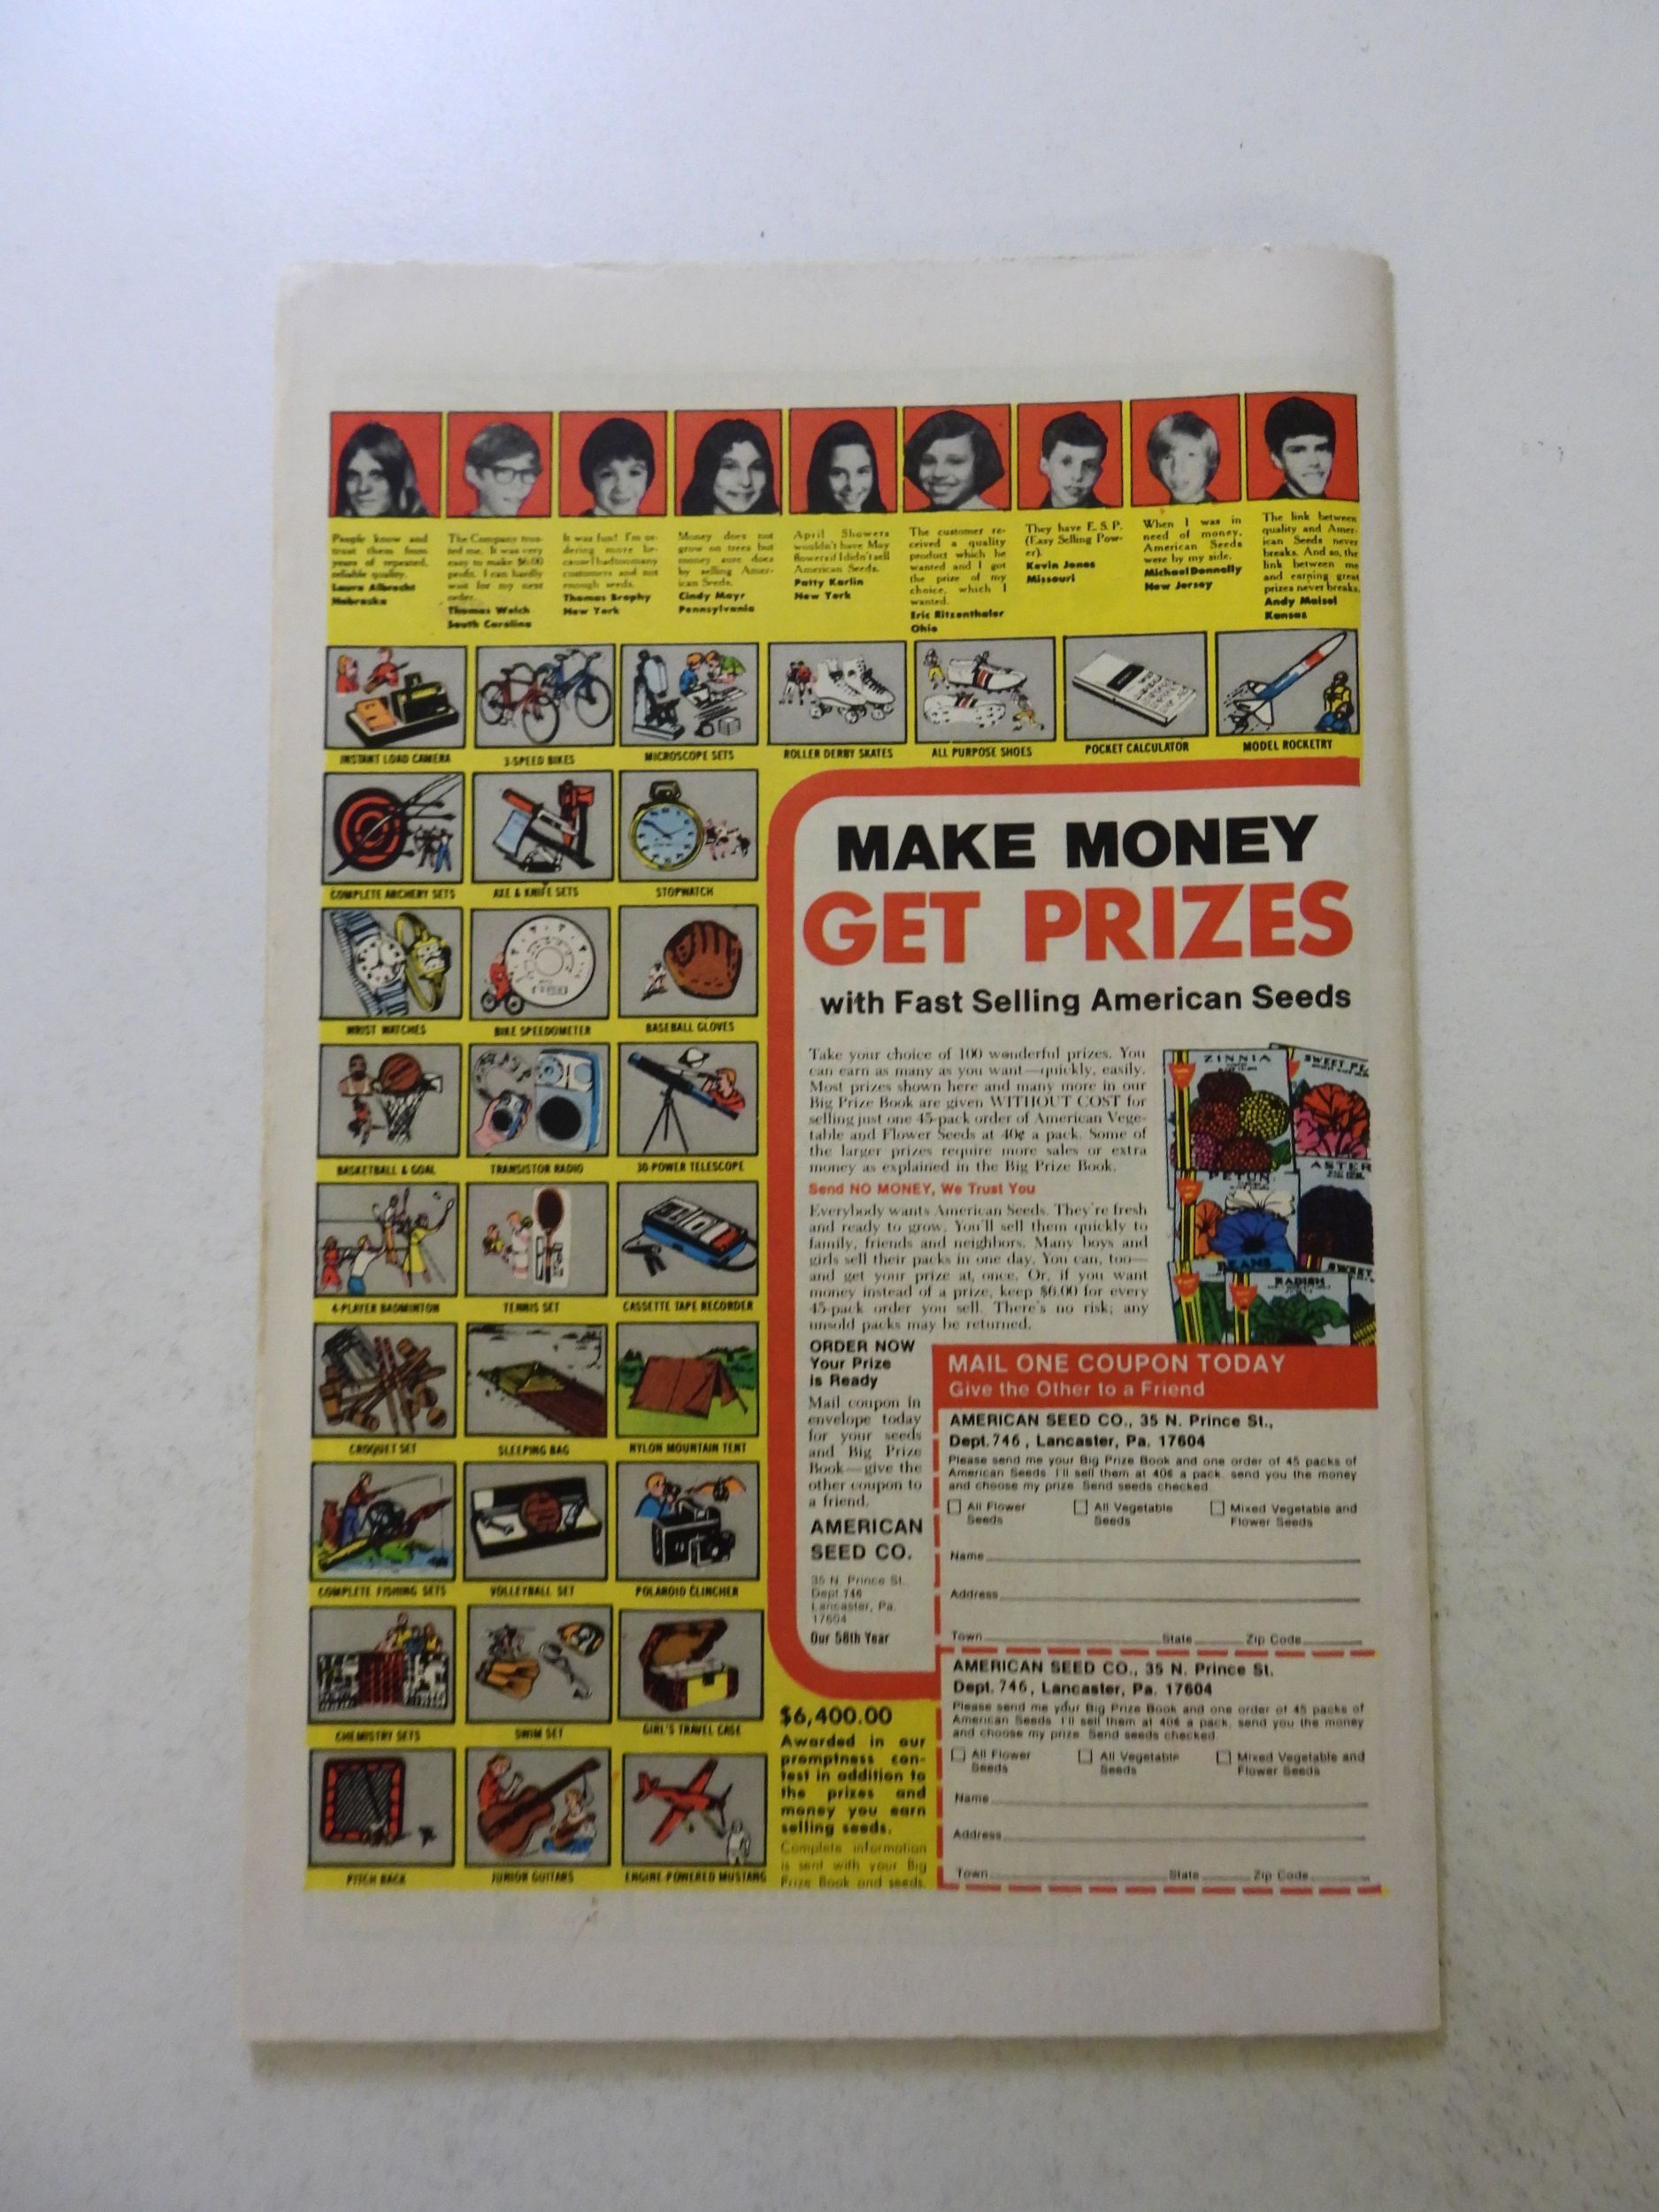 People know and
trust them from
years of repeated,
reliable quality.
Laura Albracht
Nebraska
The Company trus-
ted me. It was very
easy to make $6.00
profit. I can hardly
wait for my next
order.
Thomas Welch
South Carolina
It was fun! I'm or-
dering more be-
cause I had too many
customers and not
enough seeds.
Thomas Brophy
New York
Money does not
grow on trees but
money sure does
by selling Amer-
ican Seeds.
Cindy Mayr
Pennsylvania
April Showers
wouldn't have May
flowers if I didn't sell
American Seeds.
Patty Karlin
New York
The customer re-
ceived a quality
product which he
wanted and I got
the prize of my
choice, which I
wanted.
Eric Ritzenthaler
Ohio
They have E. S. P.
(Easy Selling Pow-
er).
Kevin Jones
Missouri
When I was in
need of money,
American Seeds
were by my side.
Michael Donnelly
New Jersey
The link between
quality and Amer-
ican Seeds never
breaks. And so, the
link between me
and earning great
prizes never breaks.
Andy Maisel
Kansas
INSTANT LOAD CAMERA
3-SPEED BIKES
MICROSCOPE SETS
ROLLER DERBY SKATES
ALL PURPOSE SHOES
POCKET CALCULATOR
MODEL ROCKETRY
COMPLETE ARCHERY SETS
AXE & KNIFE SETS
STOPWATCH
WRIST WATCHES
BIKE SPEEDOMETER
BASEBALL GLOVES
BASKETBALL & GOAL
TRANSISTOR RADIO
30 POWER TELESCOPE
4-PLAYER BADMINTON
TENNIS SET
CASSETTE TAPE RECORDER
CROQUET SET
SLEEPING BAG
NYLON MOUNTAIN TENT
COMPLETE FISHING SETS
VOLLEYBALL SET
POLAROID CLINCHER
CHEMISTRY SETS
SWIM SET
GIRL'S TRAVEL CASE
PITCH BACK
JUNIOR GUITARS
ENGINE POWERED MUSTANG
MAKE MONEY
GET PRIZES
with Fast Selling American Seeds
Take your choice of 100 wonderful prizes. You
can earn as many as you want—quickly, easily.
Most prizes shown here and many more in our
Big Prize Book are given WITHOUT COST for
selling just one 45-pack order of American Vege-
table and Flower Seeds at 40¢ a pack. Some of
the larger prizes require more sales or extra
money as explained in the Big Prize Book.
Send NO MONEY, We Trust You
Everybody wants American Seeds. They're fresh
and ready to grow. You'll sell them quickly to
family, friends and neighbors. Many boys and
girls sell their packs in one day. You can, too—
and get your prize at once. Or, if you want
money instead of a prize, keep $6.00 for every
45-pack order you sell. There's no risk; any
unsold packs may be returned.
ZINNIA
SWEET PE
ASTER
PETUN
BEANS
RADISH
SWEET
ORDER NOW
Your Prize
is Ready
Mail coupon in
envelope today
for your seeds
and Big Prize
Book—give the
other coupon to
a friend.
AMERICAN
SEED CO.
35 N. Prince St.
Dept 746
Lancaster, Pa.
17604
Our 58th Year
$6,400.00
Awarded in our
promptness con-
test in addition to
the prizes and
money you earn
selling seeds.
Complete information
is sent with your Big
Prize Book and seeds.
MAIL ONE COUPON TODAY
Give the Other to a Friend
AMERICAN SEED CO., 35 N. Prince St.,
Dept. 746, Lancaster, Pa. 17604
Please send me your Big Prize Book and one order of 45 packs of
American Seeds. I'll sell them at 40¢ a pack, send you the money
and choose my prize. Send seeds checked.
All Flower Seeds
All Vegetable Seeds
Mixed Vegetable and Flower Seeds
Name
Address
Town State Zip Code
AMERICAN SEED CO., 35 N. Prince St.
Dept. 746, Lancaster, Pa. 17604
Please send me your Big Prize Book and one order of 45 packs of
American Seeds. I'll sell them at 40¢ a pack, send you the money
and choose my prize. Send seeds checked.
All Flower Seeds
All Vegetable Seeds
Mixed Vegetable and Flower Seeds
Name
Address
Town State Zip Code